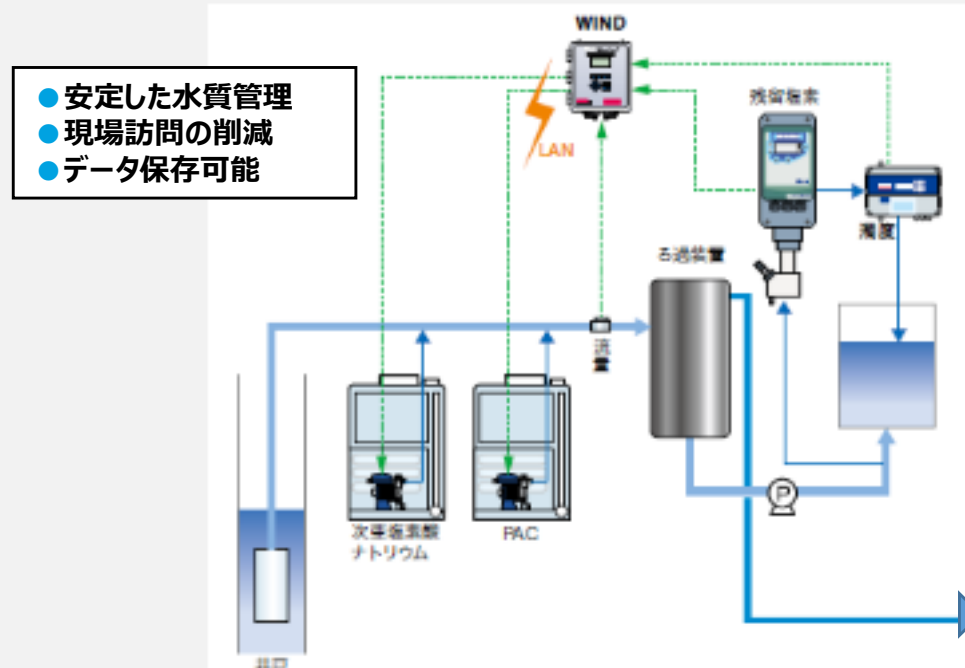 WIND
●安定した水質管理
●現場訪問の削減
●データ保存可能
LAN
残留塩素
濁度
ろ過装置
流量
次亜塩素酸
ナトリウム
PAC
P
井戸